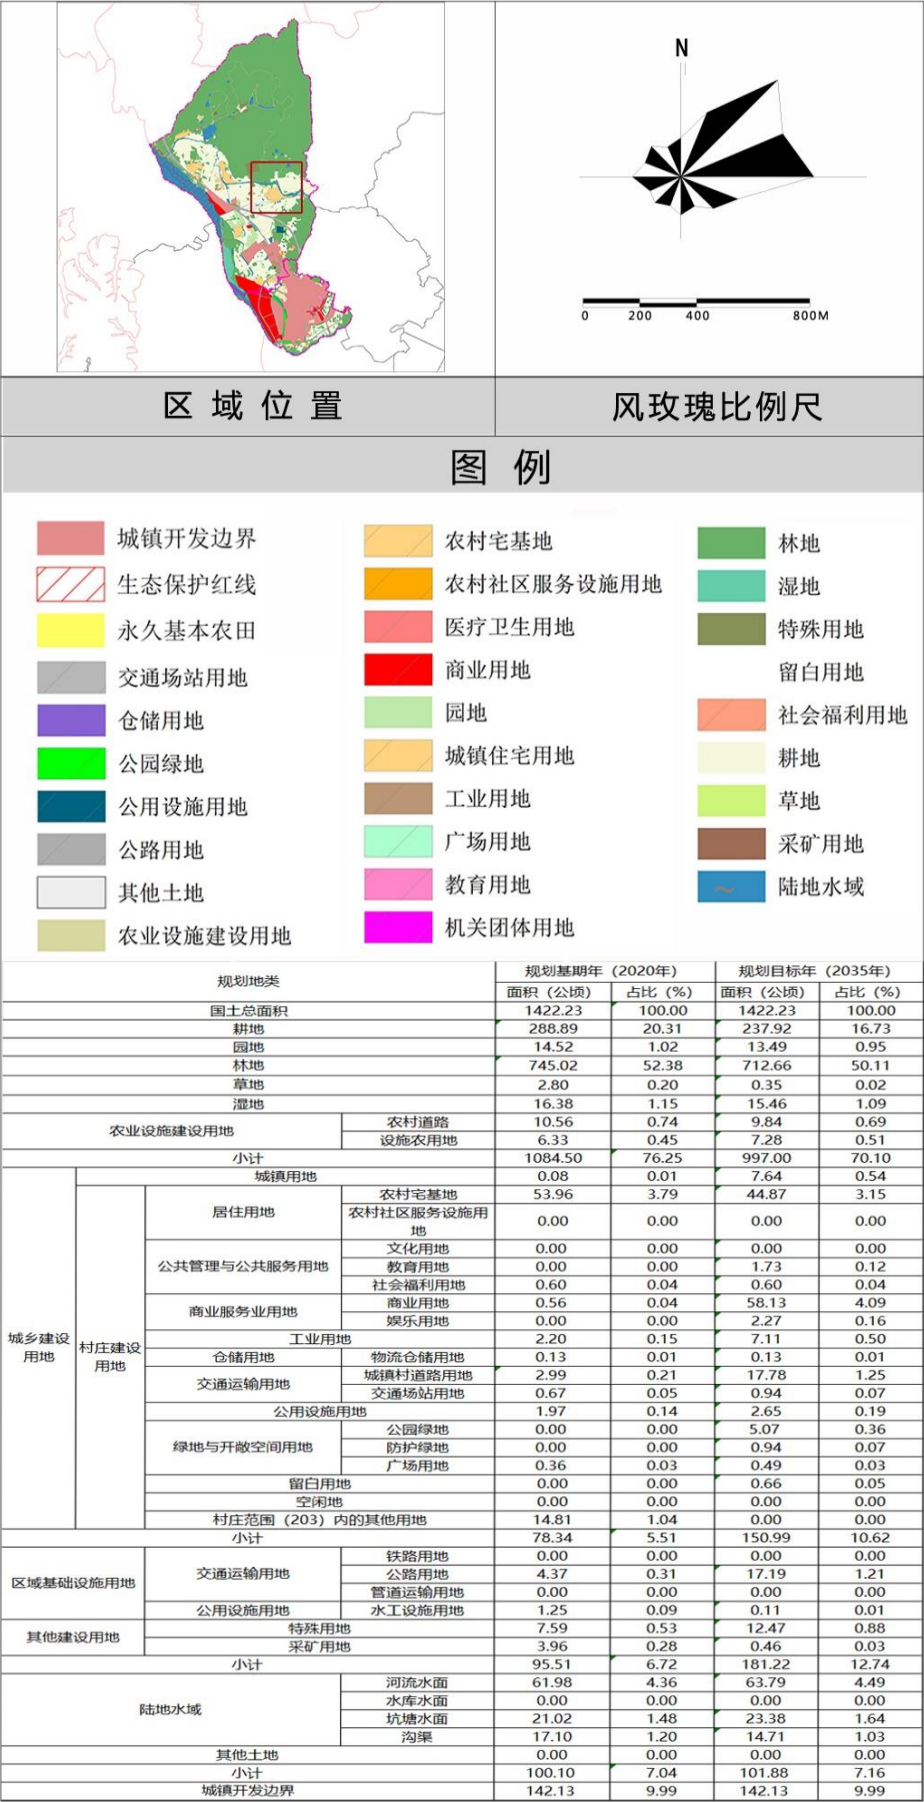 N
0 200 400 800M
区域位置
风玫瑰比例尺
图例
城镇开发边界
生态保护红线
永久基本农田
交通场站用地
仓储用地
公园绿地
公用设施用地
公路用地
其他土地
农业设施建设用地
农村宅基地
农村社区服务设施用地
医疗卫生用地
商业用地
园地
城镇住宅用地
工业用地
广场用地
教育用地
机关团体用地
林地
湿地
特殊用地
留白用地
社会福利用地
耕地
草地
采矿用地
陆地水域
规划地类 规划基期年（2020年） 规划目标年（2035年）
面积（公顷） 占比（%） 面积（公顷） 占比（%）
国土总面积 1422.23 100.00 1422.23 100.00
耕地 288.89 20.31 237.92 16.73
园地 14.52 1.02 13.49 0.95
林地 745.02 52.38 712.66 50.11
草地 2.80 0.20 0.35 0.02
湿地 16.38 1.15 15.46 1.09
农业设施建设用地 农村道路 10.56 0.74 9.84 0.69
设施农用地 6.33 0.45 7.28 0.51
小计 1084.50 76.25 997.00 70.10
城乡建设用地 城镇用地 0.08 0.01 7.64 0.54
村庄建设用地 居住用地 农村宅基地 53.96 3.79 44.87 3.15
农村社区服务设施用地 0.00 0.00 0.00 0.00
公共管理与公共服务用地 文化用地 0.00 0.00 0.00 0.00
教育用地 0.00 0.00 1.73 0.12
社会福利用地 0.60 0.04 0.60 0.04
商业服务业用地 商业用地 0.56 0.04 58.13 4.09
娱乐用地 0.00 0.00 2.27 0.16
工业用地 2.20 0.15 7.11 0.50
仓储用地 物流仓储用地 0.13 0.01 0.13 0.01
交通运输用地 城镇村道路用地 2.99 0.21 17.78 1.25
交通场站用地 0.67 0.05 0.94 0.07
公用设施用地 1.97 0.14 2.65 0.19
绿地与开敞空间用地 公园绿地 0.00 0.00 5.07 0.36
防护绿地 0.00 0.00 0.94 0.07
广场用地 0.36 0.03 0.49 0.03
留白用地 0.00 0.00 0.66 0.05
空闲地 0.00 0.00 0.00 0.00
村庄范围（203）内的其他用地 14.81 1.04 0.00 0.00
小计 78.34 5.51 150.99 10.62
区域基础设施用地 交通运输用地 铁路用地 0.00 0.00 0.00 0.00
公路用地 4.37 0.31 17.19 1.21
管道运输用地 0.00 0.00 0.00 0.00
公用设施用地 水工设施用地 1.25 0.09 0.11 0.01
其他建设用地 特殊用地 7.59 0.53 12.47 0.88
采矿用地 3.96 0.28 0.46 0.03
小计 95.51 6.72 181.22 12.74
陆地水域 河流水面 61.98 4.36 63.79 4.49
水库水面 0.00 0.00 0.00 0.00
坑塘水面 21.02 1.48 23.38 1.64
沟渠 17.10 1.20 14.71 1.03
其他土地 0.00 0.00 0.00 0.00
小计 100.10 7.04 101.88 7.16
城镇开发边界 142.13 9.99 142.13 9.99